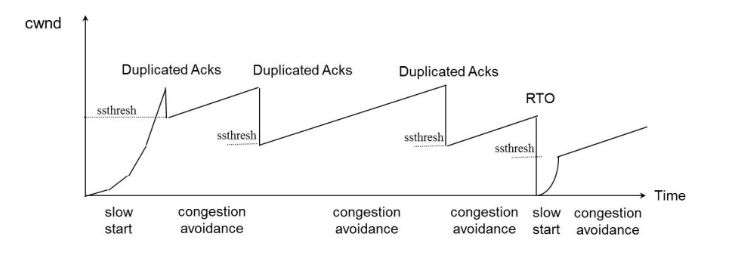 cwnd
Duplicated Acks
Duplicated Acks
Duplicated Acks
RTO
ssthresh
ssthresh
ssthresh
ssthresh
Time
slow
start
congestion
avoidance
congestion
avoidance
congestion
avoidance
slow
start
congestion
avoidance